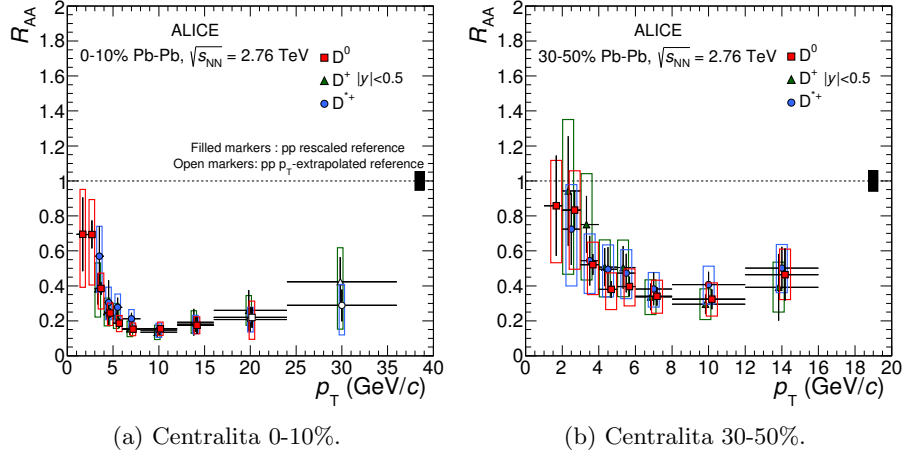 R_AA
2
1.8
1.6
1.4
1.2
1
0.8
0.6
0.4
0.2
0
ALICE
0-10% Pb-Pb, √s_NN = 2.76 TeV
D⁰
D⁺ |y|<0.5
D*⁺
Filled markers : pp rescaled reference
Open markers: pp p_T-extrapolated reference
0 5 10 15 20 25 30 35 40
p_T (GeV/c)
(a) Centralita 0-10%.
R_AA
2
1.8
1.6
1.4
1.2
1
0.8
0.6
0.4
0.2
0
ALICE
30-50% Pb-Pb, √s_NN = 2.76 TeV
D⁰
D⁺ |y|<0.5
D*⁺
0 2 4 6 8 10 12 14 16 18 20
p_T (GeV/c)
(b) Centralita 30-50%.